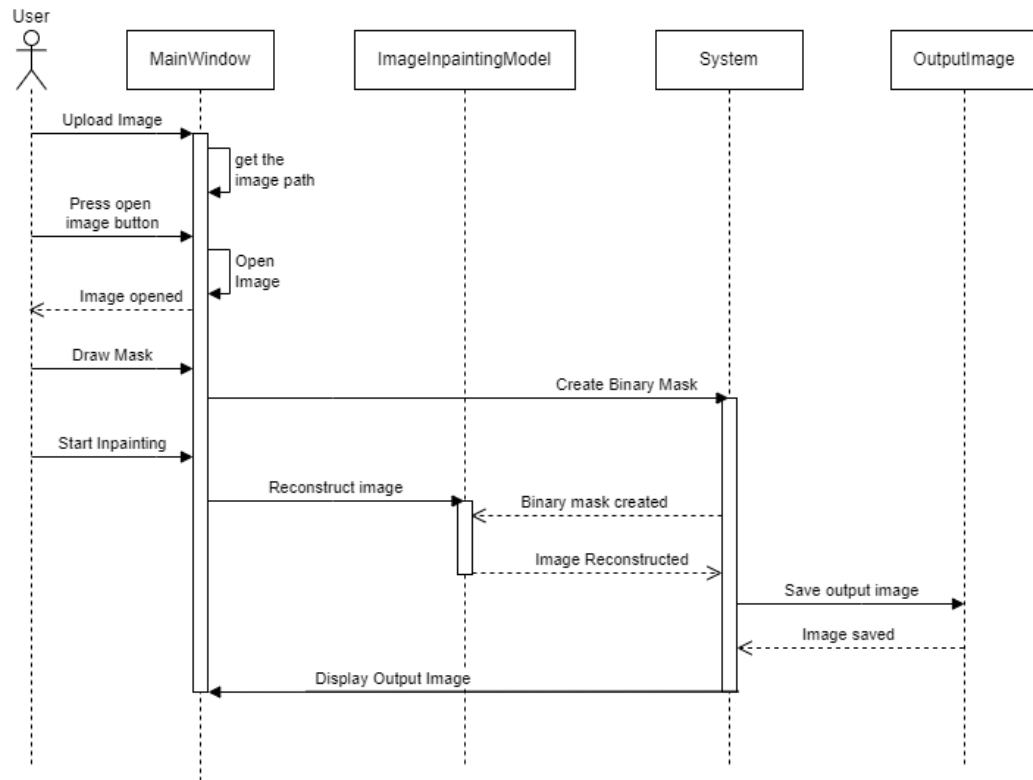 User
MainWindow
ImageInpaintingModel
System
OutputImage
Upload Image
get the
image path
Press open
image button
Open
Image
Image opened
Draw Mask
Create Binary Mask
Start Inpainting
Reconstruct image
Binary mask created
Image Reconstructed
Save output image
Image saved
Display Output Image